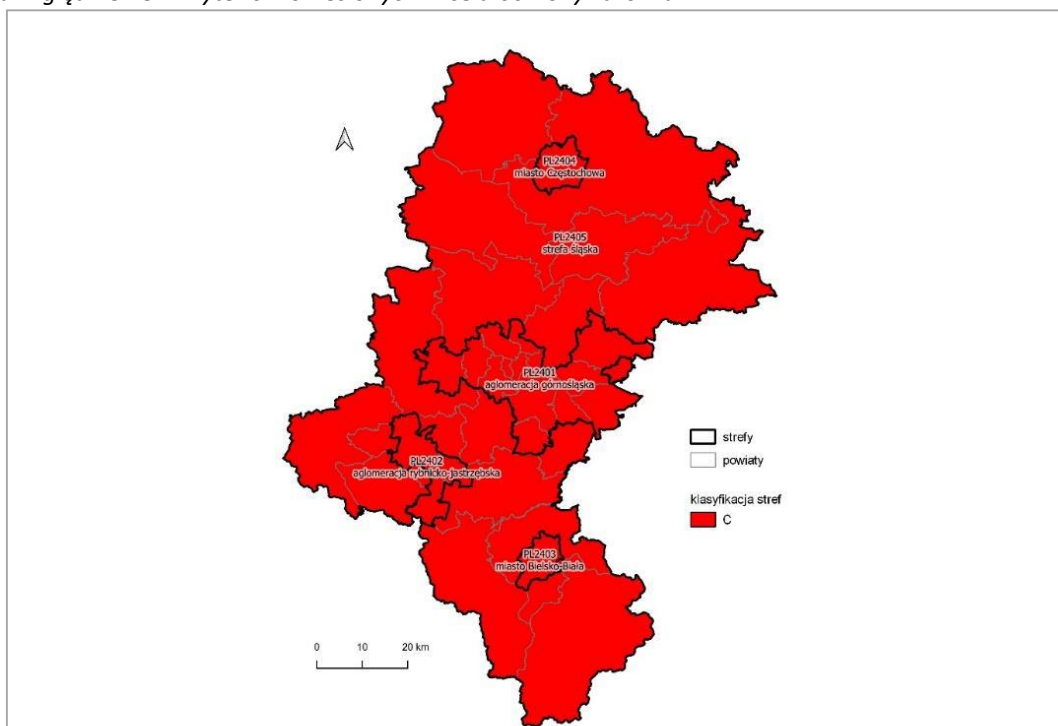 PL2404
miasto Częstochowa
PL2405
strefa śląska
PL2401
aglomeracja górnośląska
PL2402
aglomeracja rybnicko-jastrzębska
PL2403
miasto Bielsko-Biała
strefy
powiaty
klasyfikacja stref
C
0 10 20 km